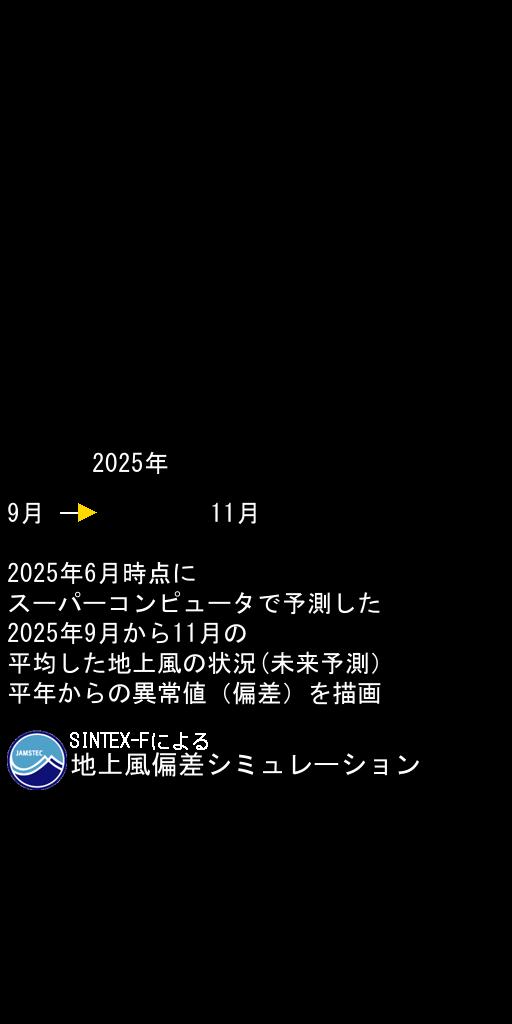 2025年
9月 11月
2025年6月時点に
スーパーコンピュータで予測した
2025年9月から11月の
平均した地上風の状況(未来予測)
平年からの異常値（偏差）を描画
SINTEX-Fによる
JAMSTEC
地上風偏差シミュレーション